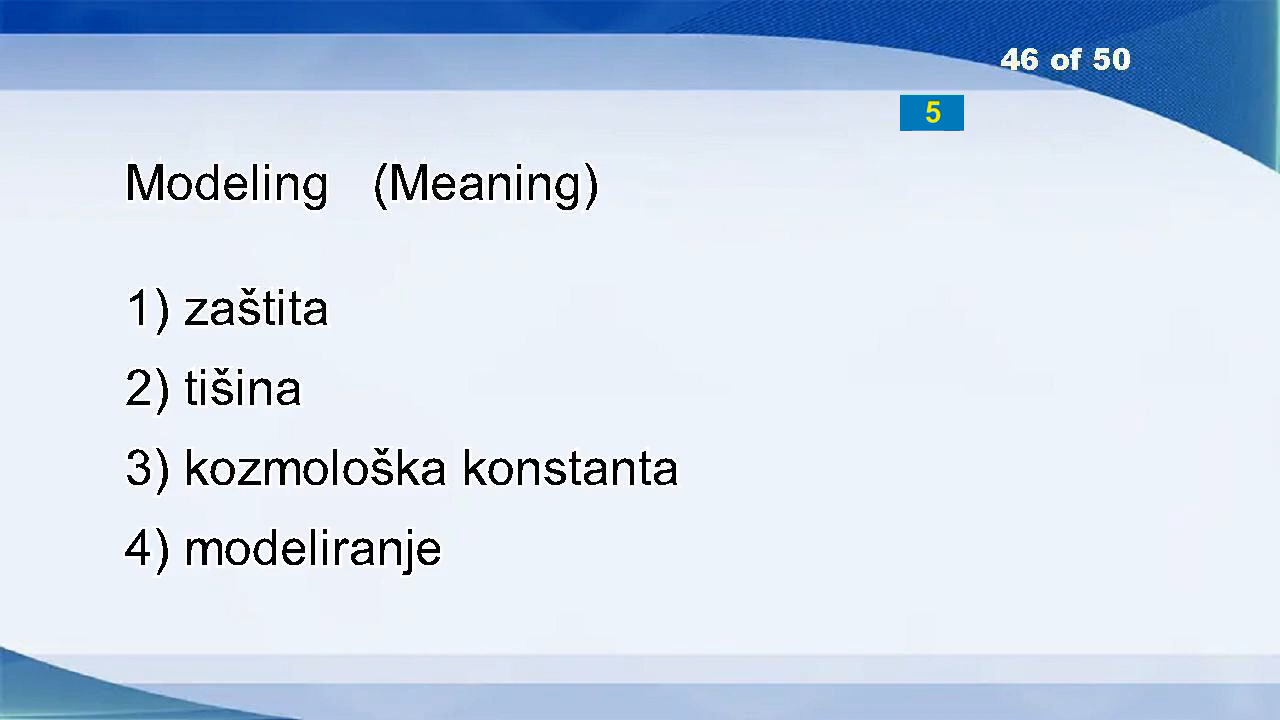 46 of 50
5
Modeling (Meaning)
1) zaštita
2) tišina
3) kozmološka konstanta
4) modeliranje